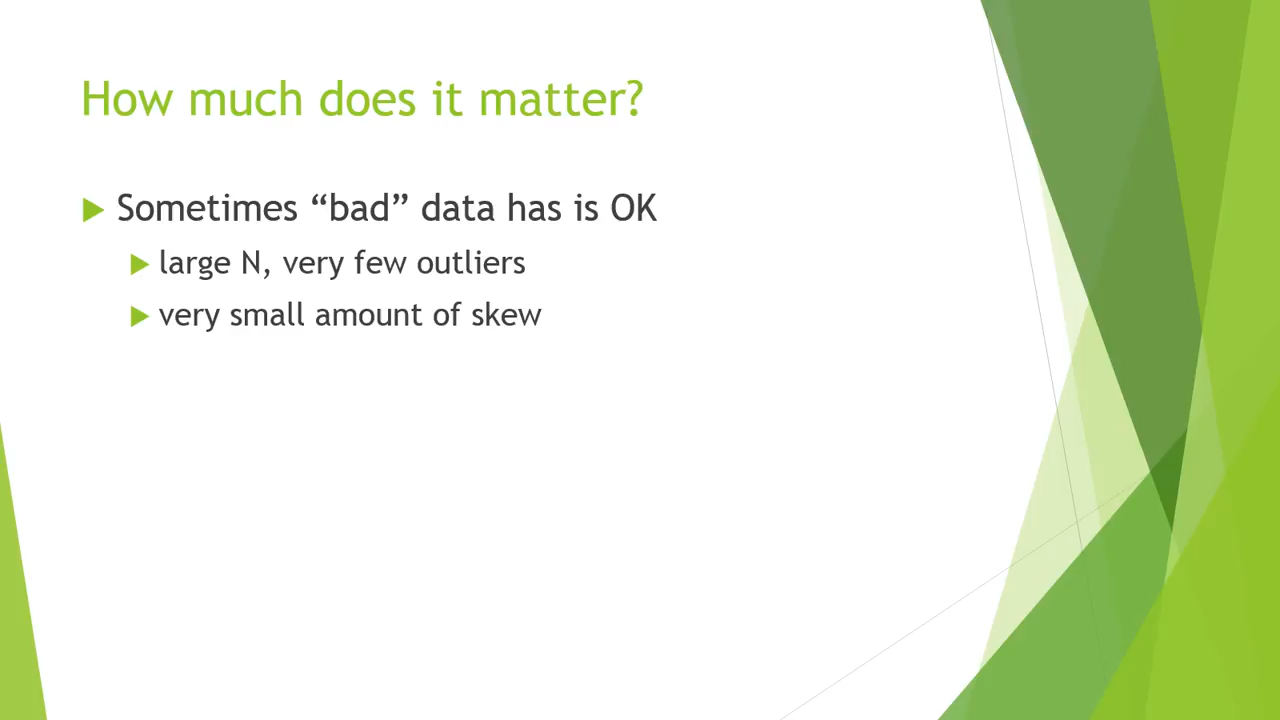 How much does it matter?
Sometimes “bad” data has is OK
large N, very few outliers
very small amount of skew